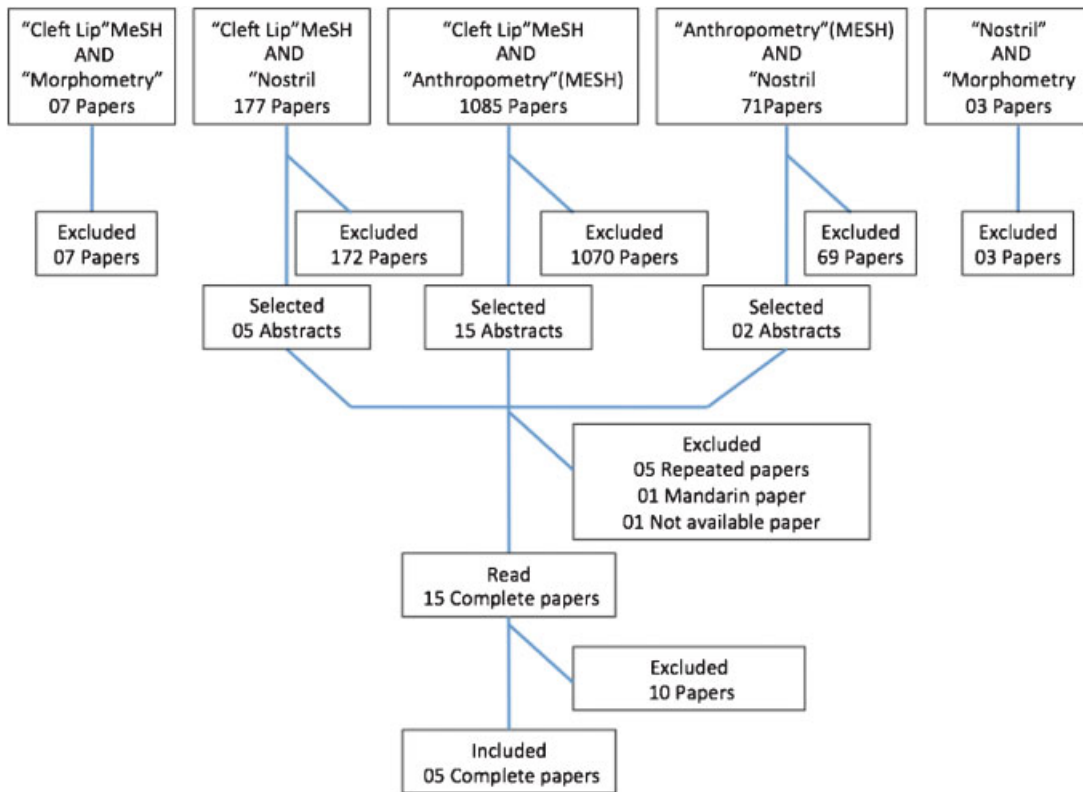 “Cleft Lip”MeSH
AND
“Morphometry”
07 Papers
“Cleft Lip”MeSH
AND
“Nostril
177 Papers
“Cleft Lip”MeSH
AND
“Anthropometry”(MESH)
1085 Papers
“Anthropometry”(MESH)
AND
“Nostril
71Papers
“Nostril”
AND
“Morphometry
03 Papers
Excluded
07 Papers
Excluded
172 Papers
Excluded
1070 Papers
Excluded
69 Papers
Excluded
03 Papers
Selected
05 Abstracts
Selected
15 Abstracts
Selected
02 Abstracts
Excluded
05 Repeated papers
01 Mandarin paper
01 Not available paper
Read
15 Complete papers
Excluded
10 Papers
Included
05 Complete papers